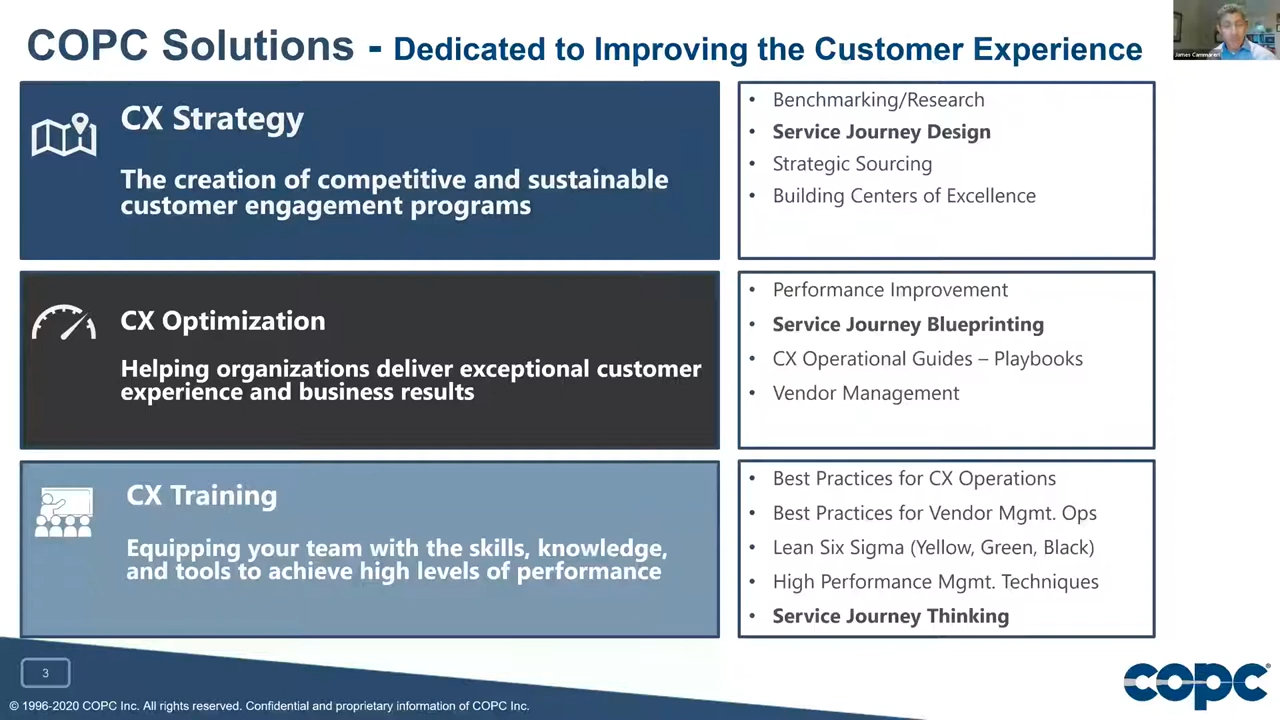 COPC Solutions - Dedicated to Improving the Customer Experience
James Cammareri
CX Strategy
The creation of competitive and sustainable
customer engagement programs
• Benchmarking/Research
• Service Journey Design
• Strategic Sourcing
• Building Centers of Excellence
CX Optimization
Helping organizations deliver exceptional customer
experience and business results
• Performance Improvement
• Service Journey Blueprinting
• CX Operational Guides – Playbooks
• Vendor Management
CX Training
Equipping your team with the skills, knowledge,
and tools to achieve high levels of performance
• Best Practices for CX Operations
• Best Practices for Vendor Mgmt. Ops
• Lean Six Sigma (Yellow, Green, Black)
• High Performance Mgmt. Techniques
• Service Journey Thinking
3
© 1996-2020 COPC Inc. All rights reserved. Confidential and proprietary information of COPC Inc.
copc®